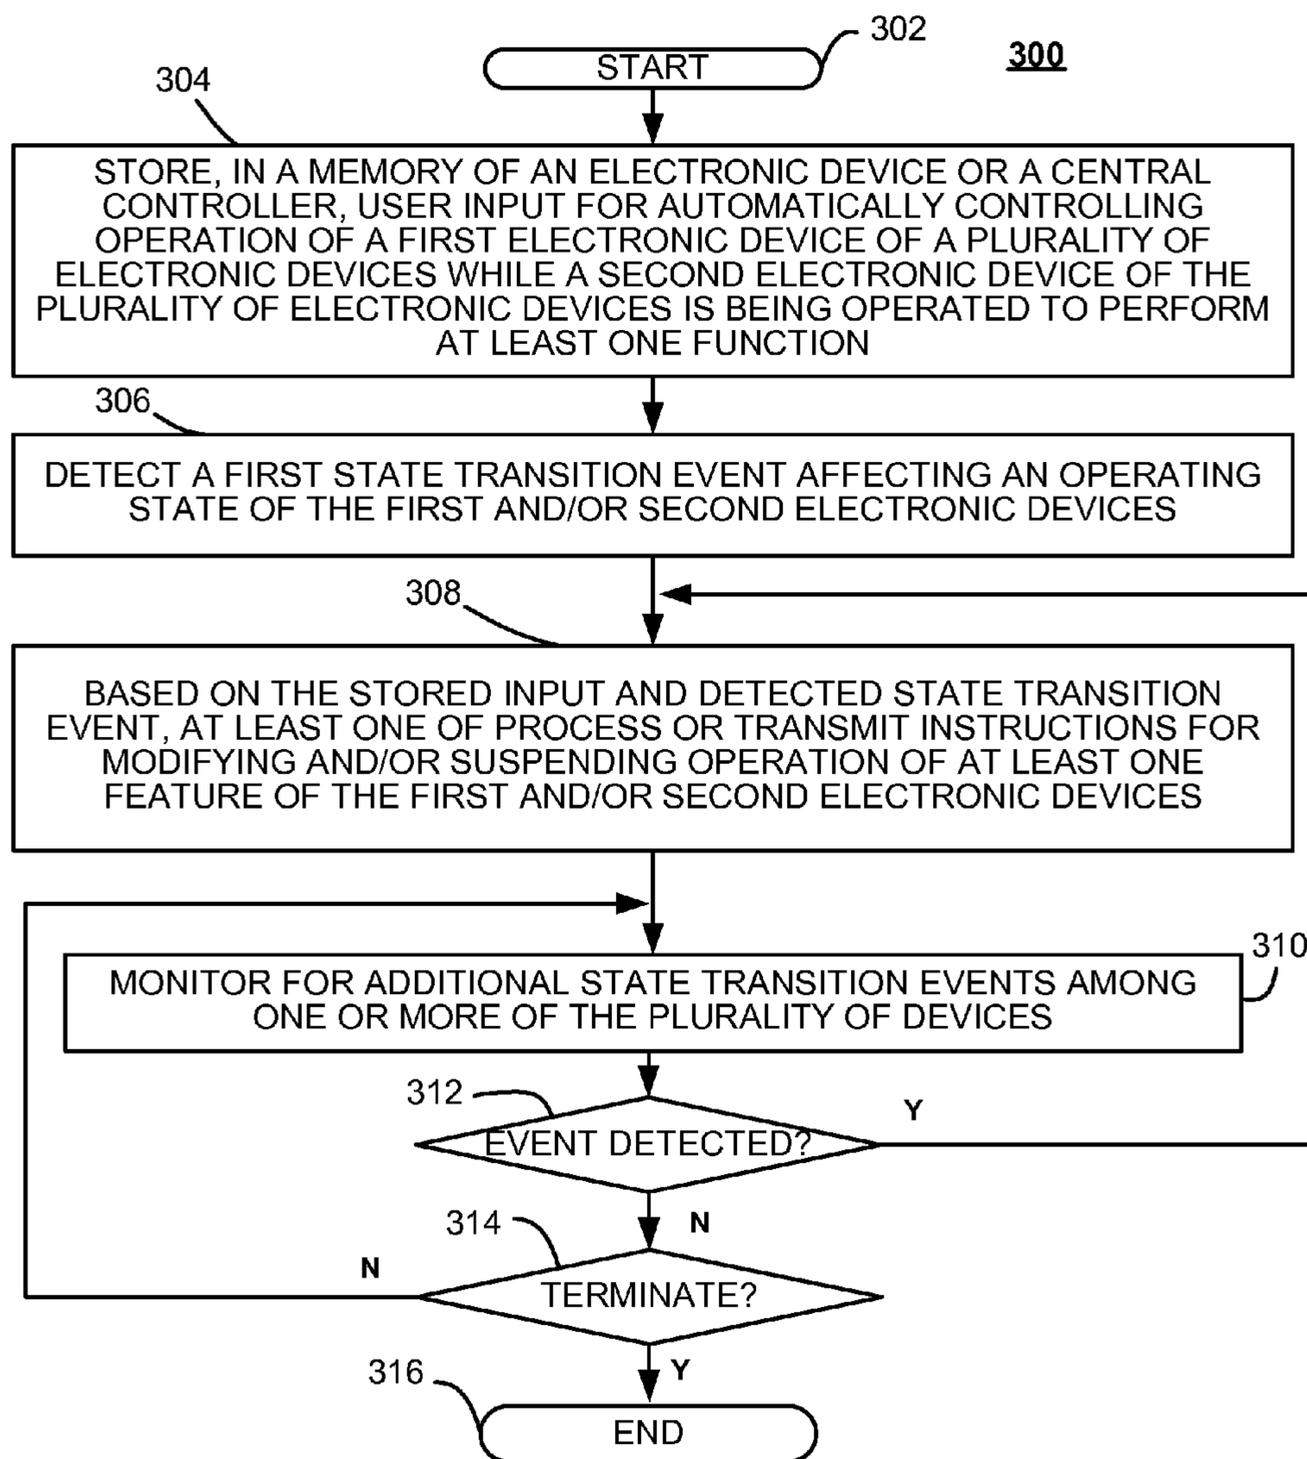 302
300
START
304
STORE, IN A MEMORY OF AN ELECTRONIC DEVICE OR A CENTRAL
CONTROLLER, USER INPUT FOR AUTOMATICALLY CONTROLLING
OPERATION OF A FIRST ELECTRONIC DEVICE OF A PLURALITY OF
ELECTRONIC DEVICES WHILE A SECOND ELECTRONIC DEVICE OF THE
PLURALITY OF ELECTRONIC DEVICES IS BEING OPERATED TO PERFORM
AT LEAST ONE FUNCTION
306
DETECT A FIRST STATE TRANSITION EVENT AFFECTING AN OPERATING
STATE OF THE FIRST AND/OR SECOND ELECTRONIC DEVICES
308
BASED ON THE STORED INPUT AND DETECTED STATE TRANSITION
EVENT, AT LEAST ONE OF PROCESS OR TRANSMIT INSTRUCTIONS FOR
MODIFYING AND/OR SUSPENDING OPERATION OF AT LEAST ONE
FEATURE OF THE FIRST AND/OR SECOND ELECTRONIC DEVICES
310
MONITOR FOR ADDITIONAL STATE TRANSITION EVENTS AMONG
ONE OR MORE OF THE PLURALITY OF DEVICES
312
Y
EVENT DETECTED?
314
N
N
TERMINATE?
316
Y
END